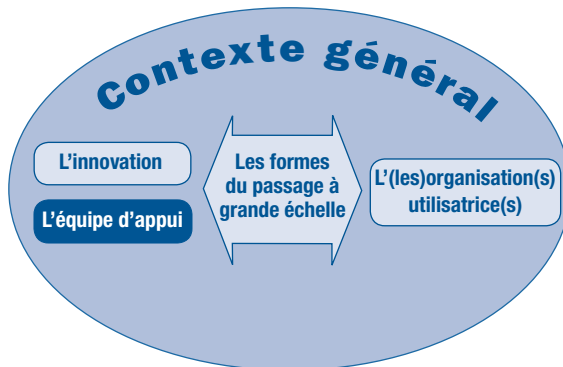 Contexte général
L'innovation
L'équipe d'appui
Les formes
du passage à
grande échelle
L'(les)organisation(s)
utilisatrice(s)